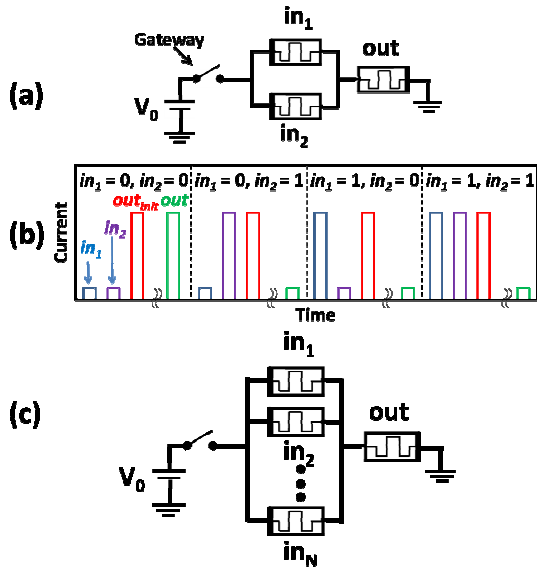 in₁
Gateway
out
(a)
V₀
in₂
in₁ = 0, in₂ = 0 in₁ = 0, in₂ = 1 in₁ = 1, in₂ = 0 in₁ = 1, in₂ = 1
outᵢₙᵢₜ out
in₂
in₁
(b)
Current
Time
in₁
(c)
out
in₂
V₀
in_N